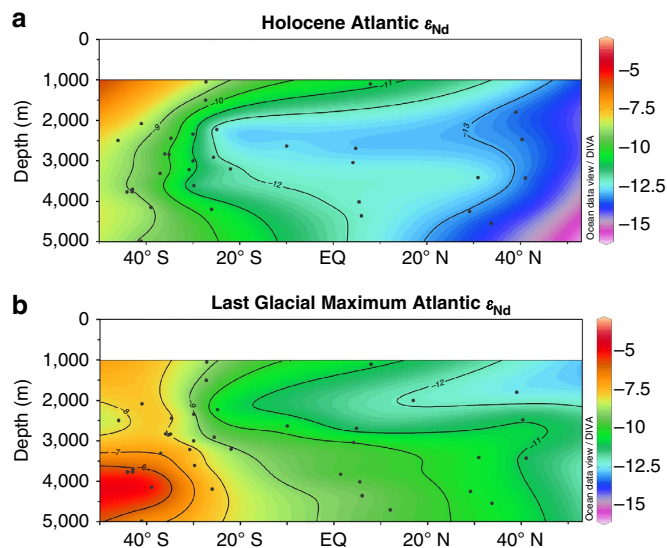 a
Holocene Atlantic εNd
0
1,000
2,000
3,000
4,000
5,000
Depth (m)
40° S
20° S
EQ
20° N
40° N
-9
-10
-11
-12
-13
Ocean data view / DIVA
−5
−7.5
−10
−12.5
−15
b
Last Glacial Maximum Atlantic εNd
0
1,000
2,000
3,000
4,000
5,000
Depth (m)
40° S
20° S
EQ
20° N
40° N
-7
-6
-12
-11
Ocean data view / DIVA
−5
−7.5
−10
−12.5
−15